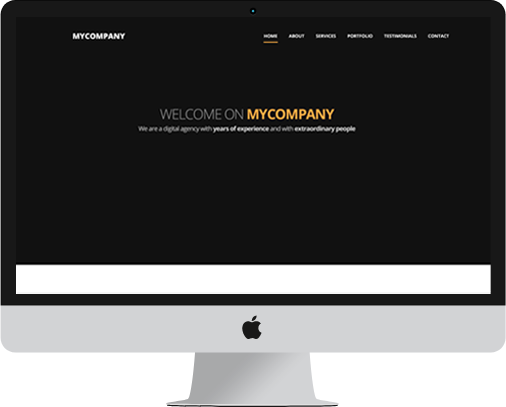 MYCOMPANY HOME ABOUT SERVICES PORTFOLIO TESTIMONIALS CONTACT
WELCOME ON MYCOMPANY
We are a digital agency with years of experience and with extraordinary people